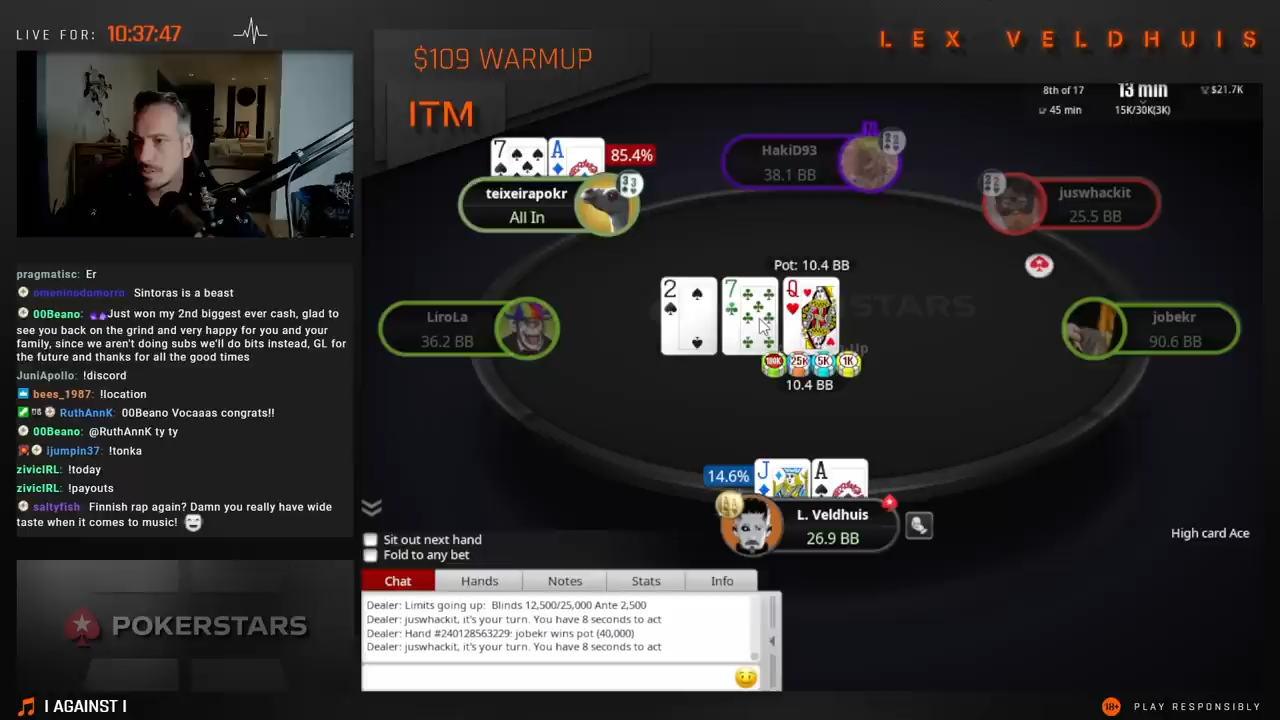 LIVE FOR: 10:37:47
LEX VELDHUIS
$109 WARMUP
ITM
8th of 17
13 min
$21.7K
45 min
15K/30K(3K)
7 A
85.4%
teixeirapokr
All In
HakiD93
38.1 BB
juswhackit
25.5 BB
Pot: 10.4 BB
2 7 Q
LiroLa
36.2 BB
jobekr
90.6 BB
100K 25K 5K 1K
10.4 BB
14.6%
J A
L. Veldhuis
26.9 BB
High card Ace
pragmatisc: Er
omeninodomorro Sintoras is a beast
00Beano: Just won my 2nd biggest ever cash, glad to
see you back on the grind and very happy for you and your
family, since we aren't doing subs we'll do bits instead, GL for
the future and thanks for all the good times
JuniApollo: !discord
bees_1987: !location
RuthAnnK: 00Beano Vocaaas congrats!!
00Beano: @RuthAnnK ty ty
ijumpin37: !tonka
zivicIRL: !today
zivicIRL: !payouts
saltyfish: Finnish rap again? Damn you really have wide
taste when it comes to music!
Sit out next hand
Fold to any bet
Chat Hands Notes Stats Info
Dealer: Limits going up: Blinds 12,500/25,000 Ante 2,500
Dealer: juswhackit, it's your turn. You have 8 seconds to act
Dealer: Hand #240128563229: jobekr wins pot (40,000)
Dealer: juswhackit, it's your turn. You have 8 seconds to act
POKERSTARS
I AGAINST I
18+ PLAY RESPONSIBLY